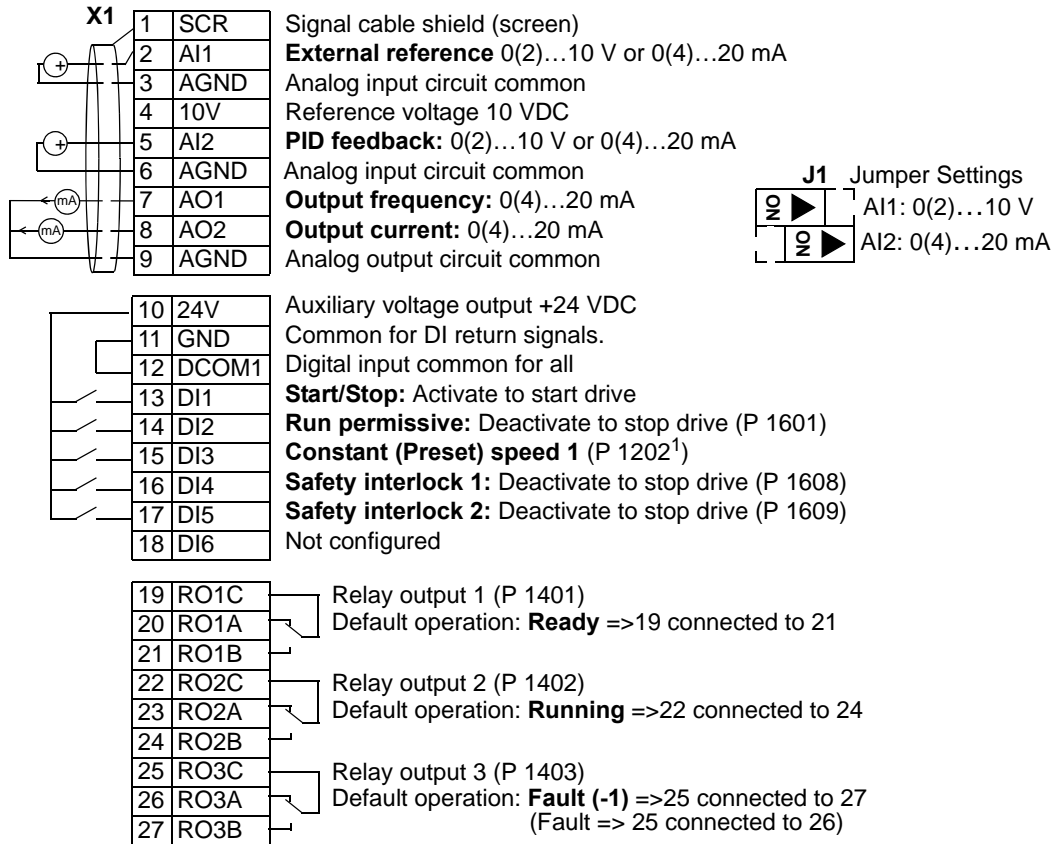 X1
1 SCR Signal cable shield (screen)
2 AI1 External reference 0(2)…10 V or 0(4)…20 mA
+
3 AGND Analog input circuit common
4 10V Reference voltage 10 VDC
5 AI2 PID feedback: 0(2)…10 V or 0(4)…20 mA
+
6 AGND Analog input circuit common
J1 Jumper Settings
7 AO1 Output frequency: 0(4)…20 mA
mA
ON AI1: 0(2)…10 V
8 AO2 Output current: 0(4)…20 mA
mA
ON AI2: 0(4)…20 mA
9 AGND Analog output circuit common
10 24V Auxiliary voltage output +24 VDC
11 GND Common for DI return signals.
12 DCOM1 Digital input common for all
13 DI1 Start/Stop: Activate to start drive
14 DI2 Run permissive: Deactivate to stop drive (P 1601)
15 DI3 Constant (Preset) speed 1 (P 1202¹)
16 DI4 Safety interlock 1: Deactivate to stop drive (P 1608)
17 DI5 Safety interlock 2: Deactivate to stop drive (P 1609)
18 DI6 Not configured
19 RO1C Relay output 1 (P 1401)
20 RO1A Default operation: Ready =>19 connected to 21
21 RO1B
22 RO2C Relay output 2 (P 1402)
23 RO2A Default operation: Running =>22 connected to 24
24 RO2B
25 RO3C Relay output 3 (P 1403)
26 RO3A Default operation: Fault (-1) =>25 connected to 27
27 RO3B (Fault => 25 connected to 26)